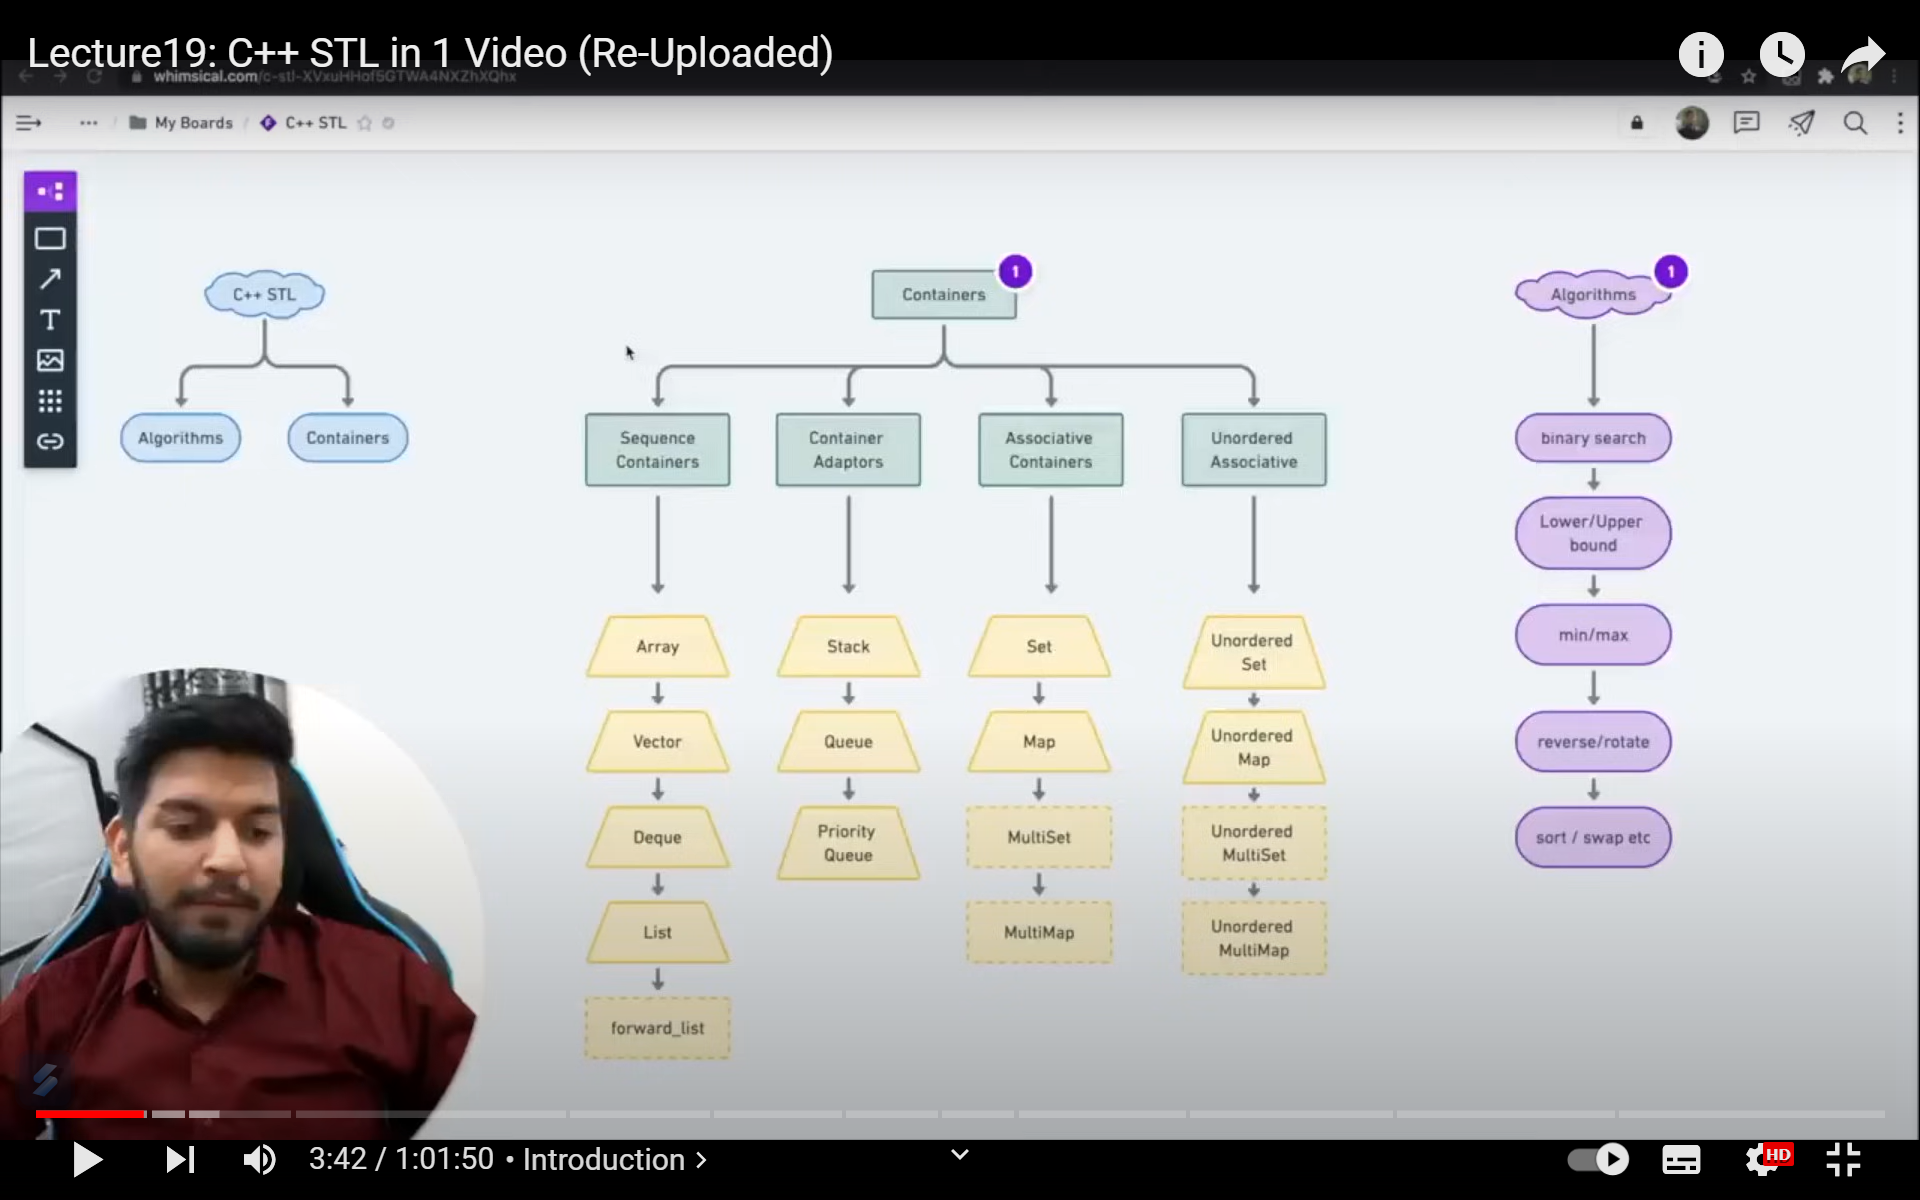 Lecture19: C++ STL in 1 Video (Re-Uploaded)
whimsical.com/c-stl-XVxuHHof5GTWA4NXZhXQhx
... / My Boards / C++ STL
C++ STL
Algorithms
Containers
Containers
1
Sequence
Containers
Container
Adaptors
Associative
Containers
Unordered
Associative
Array
Vector
Deque
List
forward_list
Stack
Queue
Priority
Queue
Set
Map
MultiSet
MultiMap
Unordered
Set
Unordered
Map
Unordered
MultiSet
Unordered
MultiMap
Algorithms
1
binary search
Lower/Upper
bound
min/max
reverse/rotate
sort / swap etc
3:42 / 1:01:50 • Introduction
HD